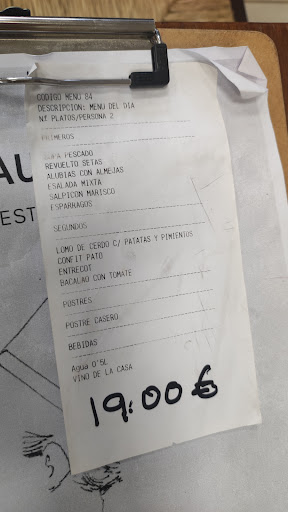 CODIGO MENU 84
DESCRIPCION: MENU DEL DIA
Nº PLATOS/PERSONA 2
PRIMEROS
SOPA PESCADO
REVUELTO SETAS
ALUBIAS CON ALMEJAS
ESALADA MIXTA
SALPICON MARISCO
ESPARRAGOS
SEGUNDOS
LOMO DE CERDO C/ PATATAS Y PIMIENTOS
CONFIT PATO
ENTRECOT
BACALAO CON TOMATE
POSTRES
POSTRE CASERO
BEBIDAS
Agua 0´5L
VINO DE LA CASA
19:00 €
AU
EST